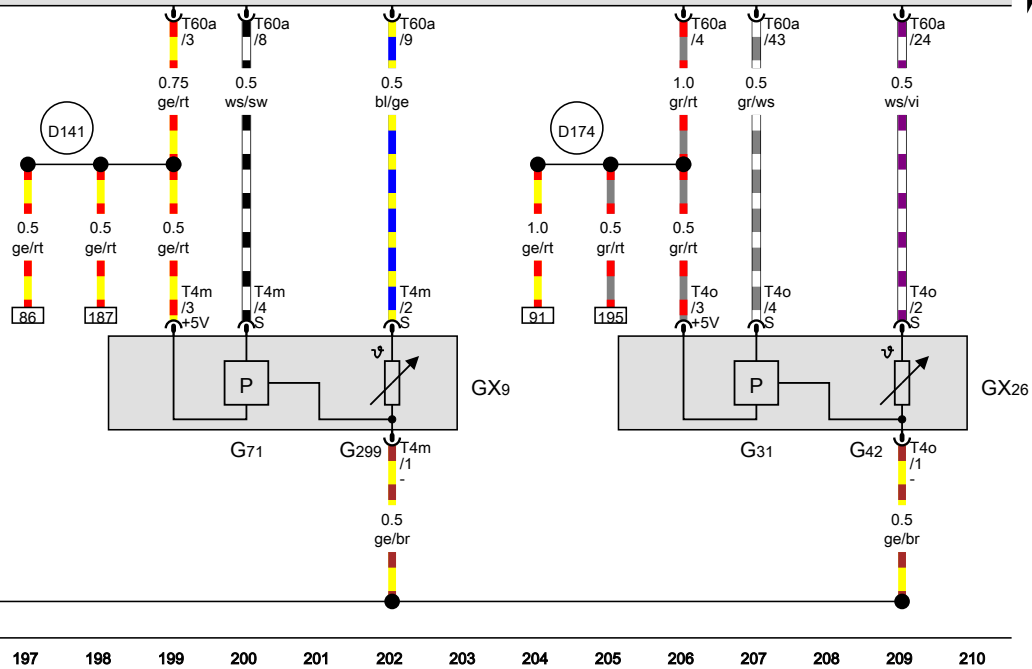 T60a T60a T60a T60a T60a T60a
/3 /8 /9 /4 /43 /24
0.75 0.5 0.5 1.0 0.5 0.5
ge/rt ws/sw bl/ge gr/rt gr/ws ws/vi
D141 D174
0.5 0.5 0.5 1.0 0.5 0.5
ge/rt ge/rt ge/rt ge/rt gr/rt gr/rt
T4m T4m T4m T4o T4o T4o
/3 /4 /2 /3 /4 /2
86 187 +5V S S 91 195 +5V S S
ϑ ϑ
P GX9 P GX26
G71 G299 T4m G31 G42 T4o
/1 /1
- -
0.5 0.5
ge/br ge/br
197 198 199 200 201 202 203 204 205 206 207 208 209 210